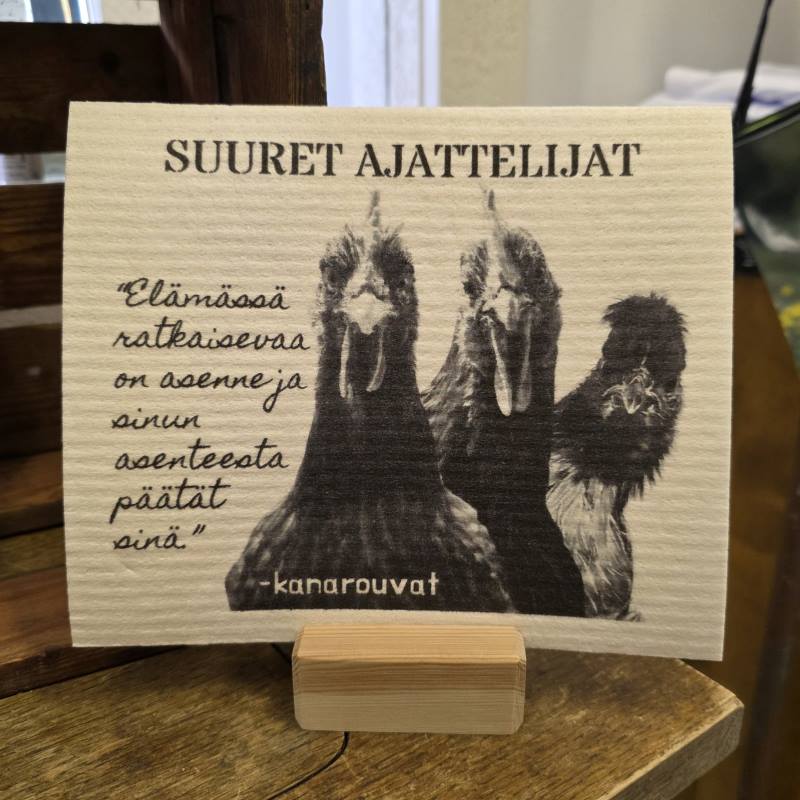 SUURET AJATTELIJAT
"Elämässä
ratkaisevaa
on asenne ja
sinun
asenteesta
päätät
sinä."
-kanarouvat